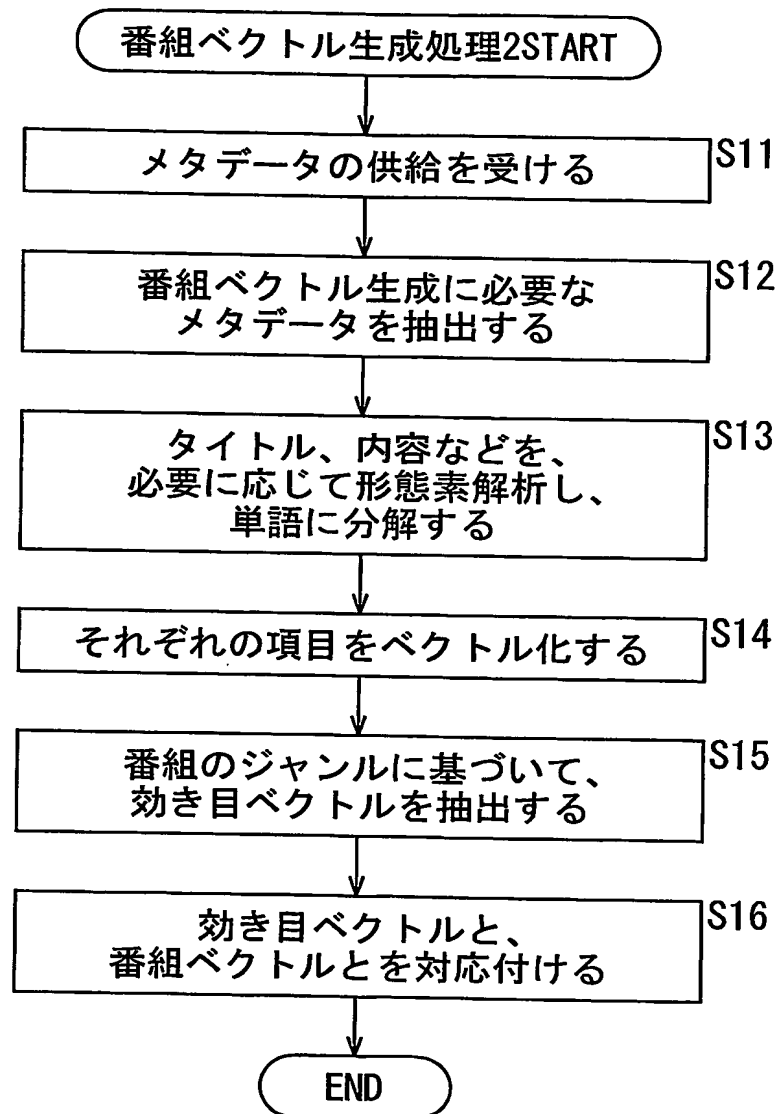 番組ベクトル生成処理2START
メタデータの供給を受ける
S11
番組ベクトル生成に必要な
メタデータを抽出する
S12
タイトル、内容などを、
必要に応じて形態素解析し、
単語に分解する
S13
それぞれの項目をベクトル化する
S14
番組のジャンルに基づいて、
効き目ベクトルを抽出する
S15
効き目ベクトルと、
番組ベクトルとを対応付ける
S16
END